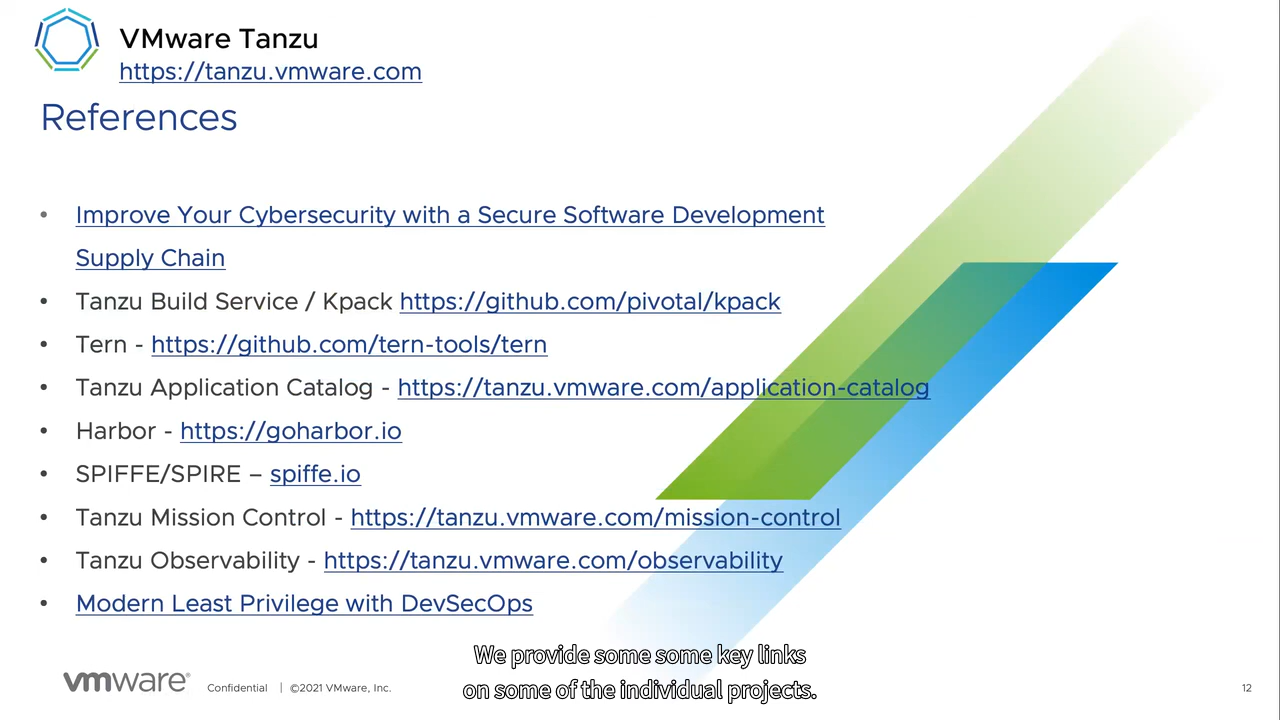 VMware Tanzu
https://tanzu.vmware.com
References
• Improve Your Cybersecurity with a Secure Software Development
Supply Chain
• Tanzu Build Service / Kpack https://github.com/pivotal/kpack
• Tern - https://github.com/tern-tools/tern
• Tanzu Application Catalog - https://tanzu.vmware.com/application-catalog
• Harbor - https://goharbor.io
• SPIFFE/SPIRE – spiffe.io
• Tanzu Mission Control - https://tanzu.vmware.com/mission-control
• Tanzu Observability - https://tanzu.vmware.com/observability
• Modern Least Privilege with DevSecOps
We provide some some key links
on some of the individual projects.
vmware® Confidential | ©2021 VMware, Inc. 12